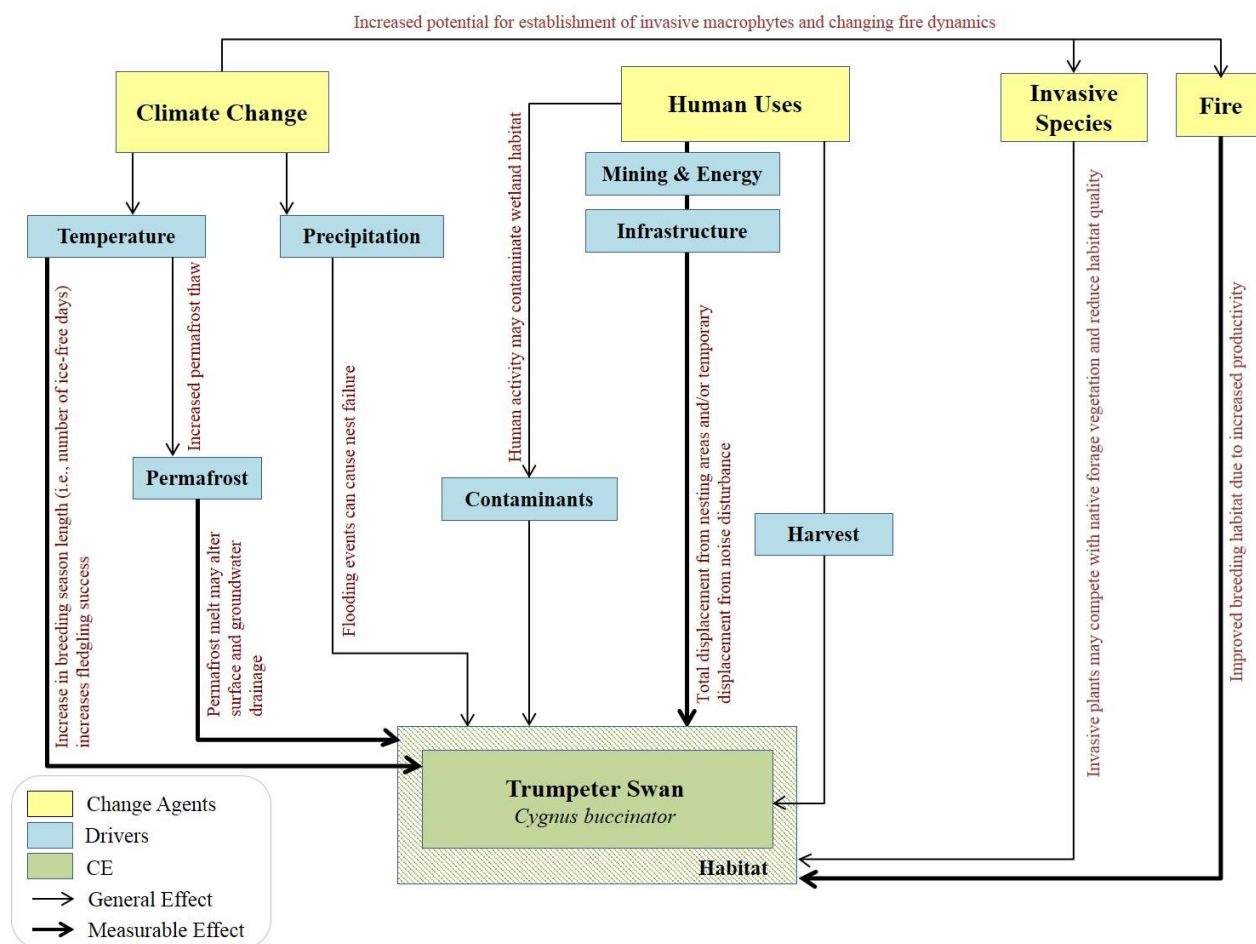 Increased potential for establishment of invasive macrophytes and changing fire dynamics
Climate Change
Human Uses
Invasive
Species
Fire
Mining & Energy
Infrastructure
Temperature
Precipitation
Increase in breeding season length (i.e., number of ice-free days)
increases fledgling success
Increased permafrost thaw
Permafrost
Permafrost melt may alter
surface and groundwater
drainage
Flooding events can cause nest failure
Human activity may contaminate wetland habitat
Contaminants
Total displacement from nesting areas and/or temporary
displacement from noise disturbance
Harvest
Invasive plants may compete with native forage vegetation and reduce habitat quality
Improved breeding habitat due to increased productivity
Trumpeter Swan
Cygnus buccinator
Habitat
Change Agents
Drivers
CE
General Effect
Measurable Effect